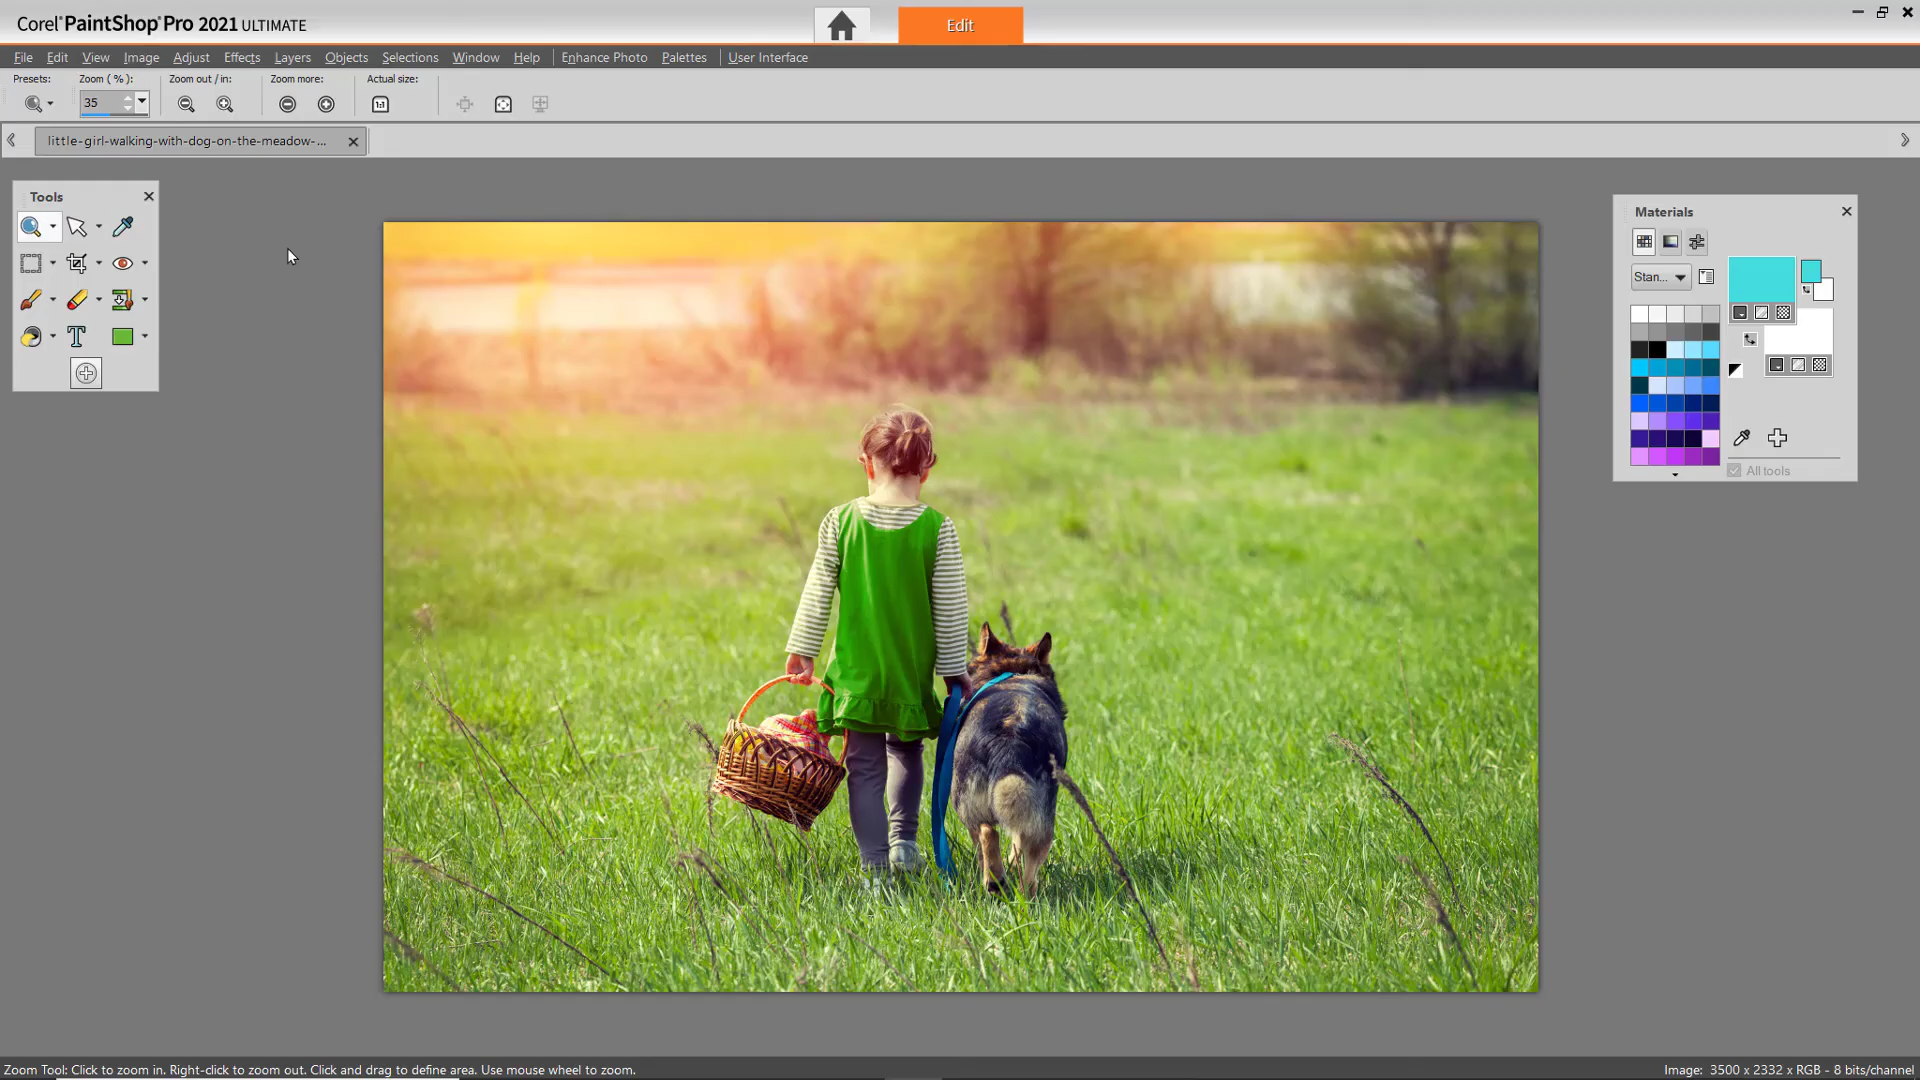 Corel PaintShop Pro 2021 ULTIMATE
Edit
File Edit View Image Adjust Effects Layers Objects Selections Window Help Enhance Photo Palettes User Interface
Presets: Zoom ( % ): Zoom out / in: Zoom more: Actual size:
35
1:1
little-girl-walking-with-dog-on-the-meadow-...
Tools
Materials
Stan...
All tools
Zoom Tool: Click to zoom in. Right-click to zoom out. Click and drag to define area. Use mouse wheel to zoom.
Image: 3500 x 2332 x RGB - 8 bits/channel